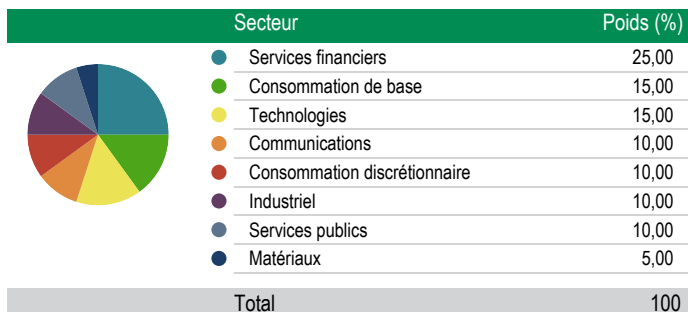 Secteur Poids (%)
Services financiers 25,00
Consommation de base 15,00
Technologies 15,00
Communications 10,00
Consommation discrétionnaire 10,00
Industriel 10,00
Services publics 10,00
Matériaux 5,00
Total 100